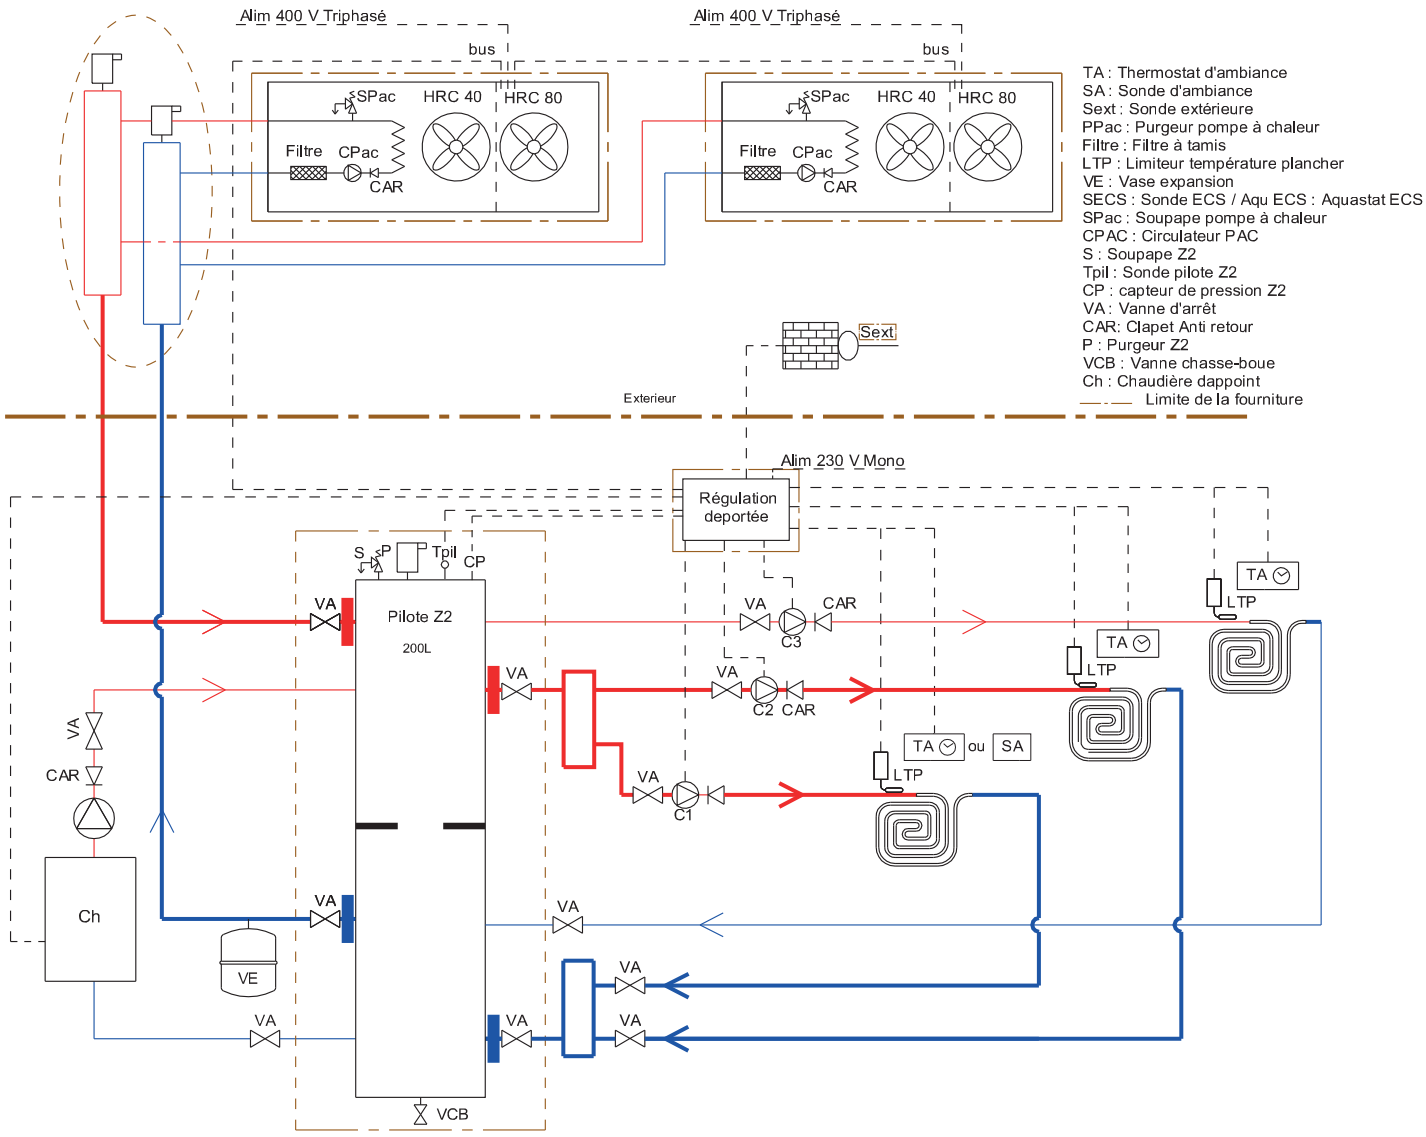 Alim 400 V Triphasé
Alim 400 V Triphasé
bus
bus
SPac
HRC 40
HRC 80
Filtre
CPac
CAR
SPac
HRC 40
HRC 80
Filtre
CPac
CAR
TA : Thermostat d'ambiance
SA : Sonde d'ambiance
Sext : Sonde extérieure
PPac : Purgeur pompe à chaleur
Filtre : Filtre à tamis
LTP : Limiteur température plancher
VE : Vase expansion
SECS : Sonde ECS / Aqu ECS : Aquastat ECS
SPac : Soupape pompe à chaleur
CPAC : Circulateur PAC
S : Soupape Z2
Tpil : Sonde pilote Z2
CP : capteur de pression Z2
VA : Vanne d'arrêt
CAR: Clapet Anti retour
P : Purgeur Z2
VCB : Vanne chasse-boue
Ch : Chaudière dappoint
Limite de la fourniture
Sext
Exterieur
Alim 230 V Mono
Régulation
deportée
S
P
Tpil
CP
VA
Pilote Z2
200L
VA
CAR
C3
LTP
TA
VA
VA
C2
CAR
LTP
TA
VA
CAR
VA
C1
LTP
TA
ou
SA
Ch
VA
VE
VA
VA
VA
VA
VA
VCB